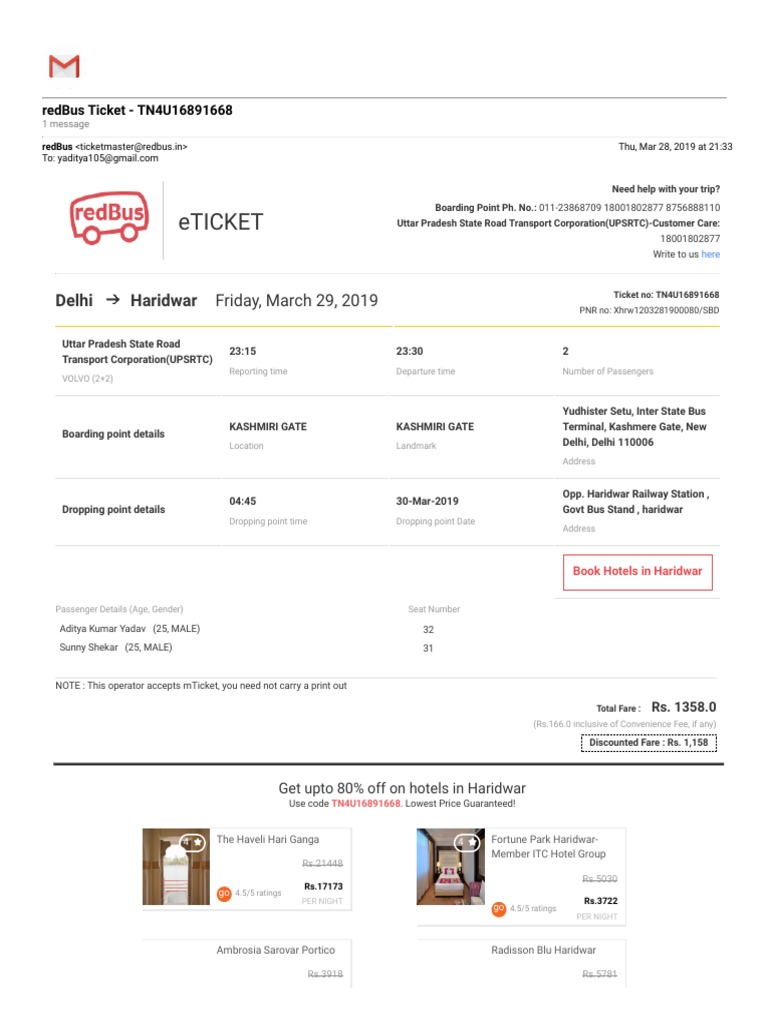 redBus Ticket - TN4U16891668
1 message
redBus <ticketmaster@redbus.in> Thu, Mar 28, 2019 at 21:33
To: yaditya105@gmail.com
Need help with your trip?
redBus
eTICKET
Boarding Point Ph. No.: 011-23868709 18001802877 8756888110
Uttar Pradesh State Road Transport Corporation(UPSRTC)-Customer Care:
18001802877
Write to us here
Delhi → Haridwar Friday, March 29, 2019
Ticket no: TN4U16891668
PNR no: Xhrw1203281900080/SBD
Uttar Pradesh State Road
Transport Corporation(UPSRTC)
VOLVO (2+2)
23:15
Reporting time
23:30
Departure time
2
Number of Passengers
Boarding point details
KASHMIRI GATE
Location
KASHMIRI GATE
Landmark
Yudhister Setu, Inter State Bus
Terminal, Kashmere Gate, New
Delhi, Delhi 110006
Address
Dropping point details
04:45
Dropping point time
30-Mar-2019
Dropping point Date
Opp. Haridwar Railway Station ,
Govt Bus Stand , haridwar
Address
Book Hotels in Haridwar
Passenger Details (Age, Gender) Seat Number
Aditya Kumar Yadav (25, MALE) 32
Sunny Shekar (25, MALE) 31
NOTE : This operator accepts mTicket, you need not carry a print out
Total Fare : Rs. 1358.0
(Rs.166.0 inclusive of Convenience Fee, if any)
Discounted Fare : Rs. 1,158
Get upto 80% off on hotels in Haridwar
Use code TN4U16891668. Lowest Price Guaranteed!
4
The Haveli Hari Ganga
Rs.21448
Rs.17173
go 4.5/5 ratings
PER NIGHT
4
Fortune Park Haridwar-
Member ITC Hotel Group
Rs.5030
Rs.3722
go 4.5/5 ratings
PER NIGHT
Ambrosia Sarovar Portico
Rs.3918
Radisson Blu Haridwar
Rs.5781